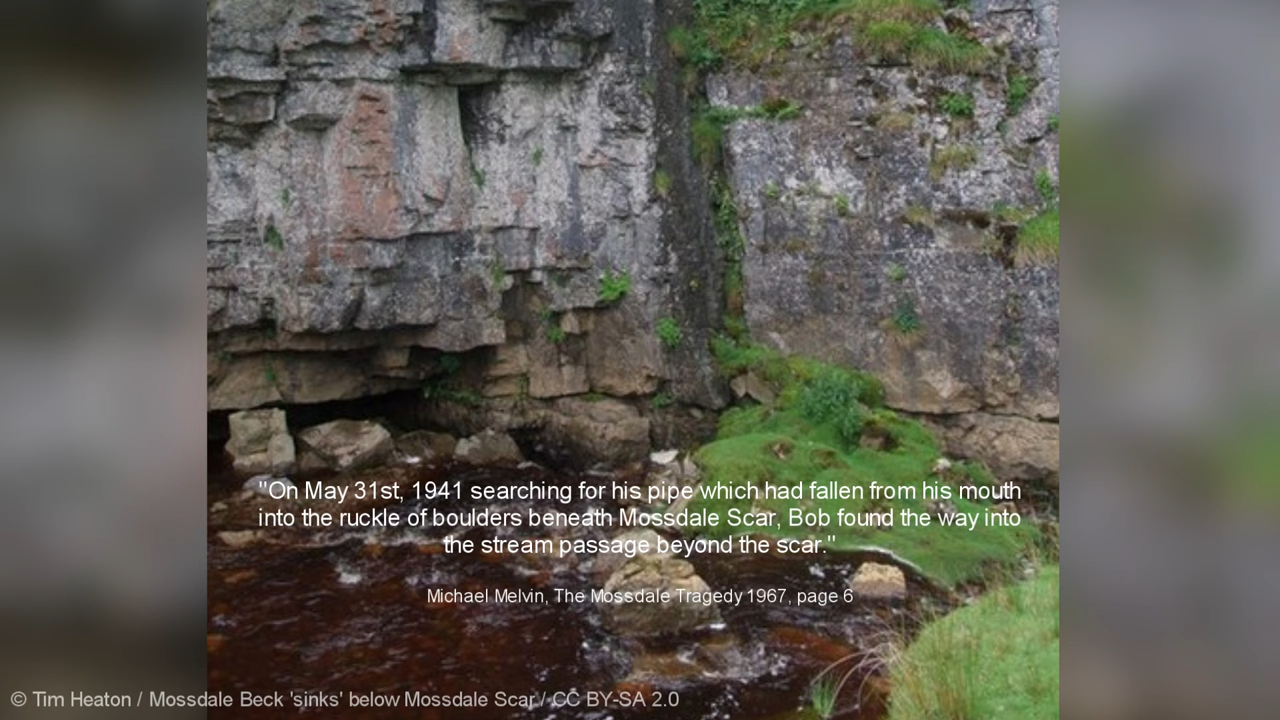 "On May 31st, 1941 searching for his pipe which had fallen from his mouth
into the ruckle of boulders beneath Mossdale Scar, Bob found the way into
the stream passage beyond the scar."
Michael Melvin, The Mossdale Tragedy 1967, page 6
© Tim Heaton / Mossdale Beck 'sinks' below Mossdale Scar / CC BY-SA 2.0